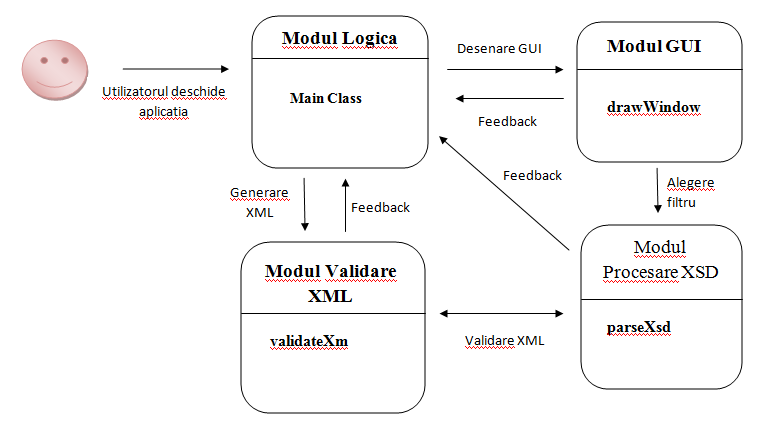 Modul Logica
Main Class
Utilizatorul deschide
aplicatia
Desenare GUI
Feedback
Modul GUI
drawWindow
Feedback
Alegere
filtru
Generare
XML
Feedback
Modul Validare
XML
validateXm
Validare XML
Modul
Procesare XSD
parseXsd